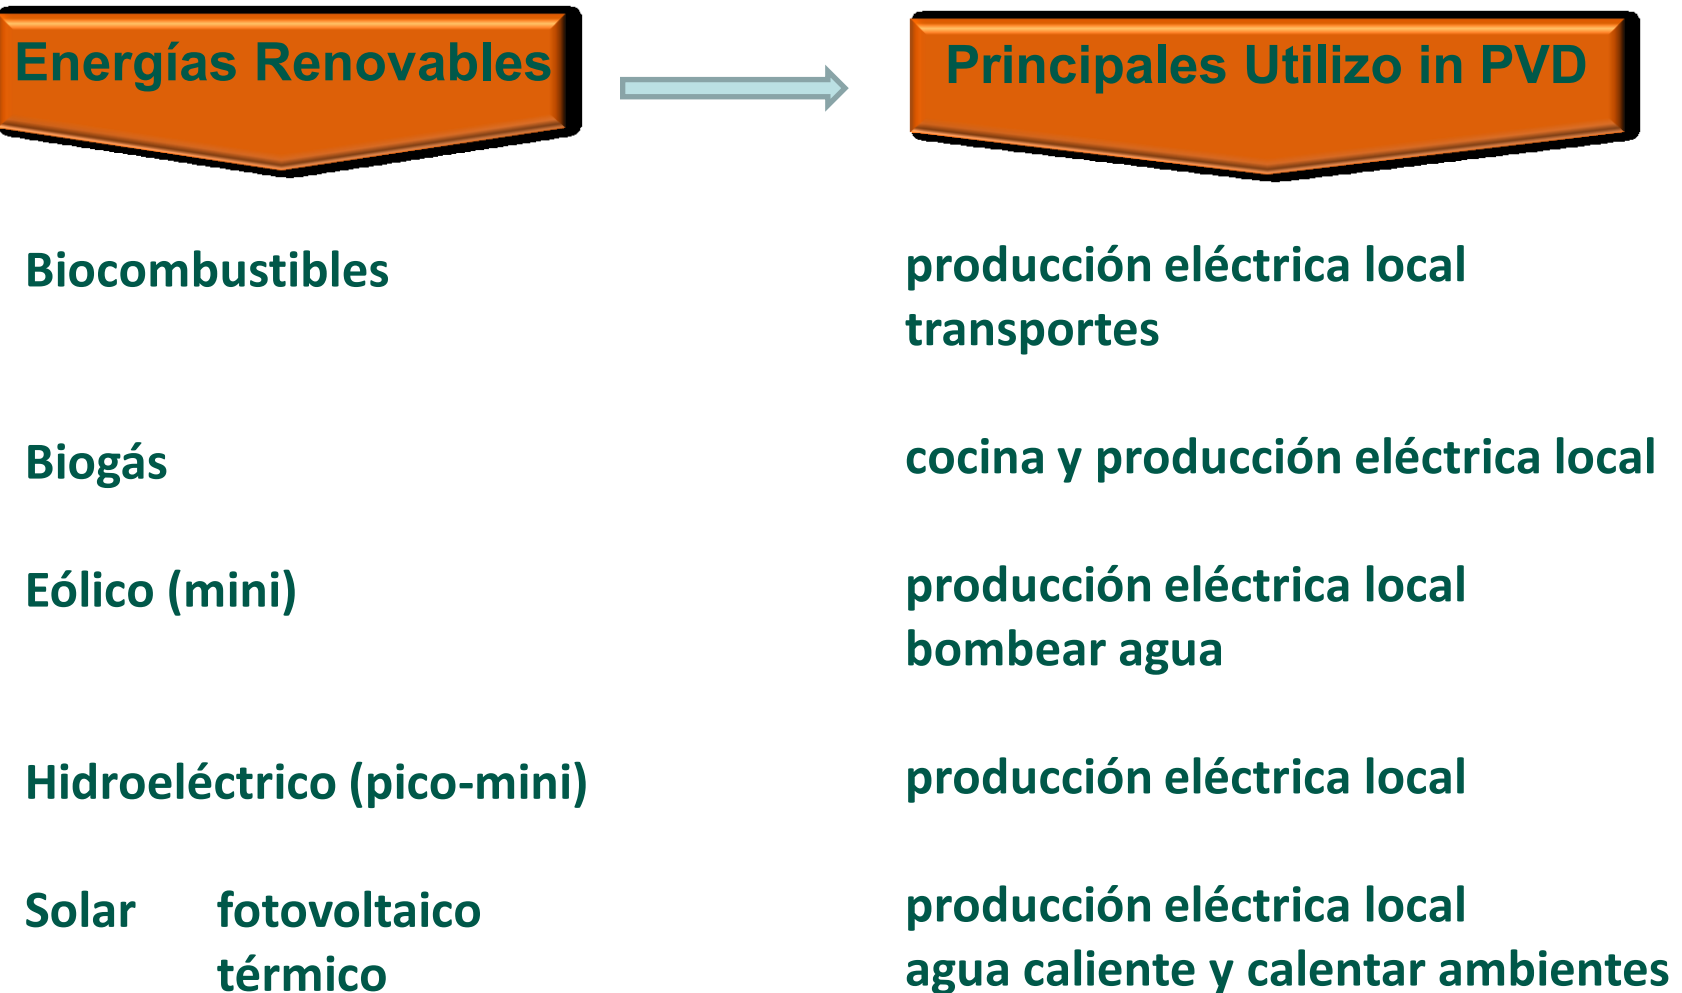 Energías Renovables
Principales Utilizo in PVD
Biocombustibles
producción eléctrica local
transportes
Biogás
cocina y producción eléctrica local
Eólico (mini)
producción eléctrica local
bombear agua
Hidroeléctrico (pico-mini)
producción eléctrica local
Solar fotovoltaico
producción eléctrica local
térmico
agua caliente y calentar ambientes